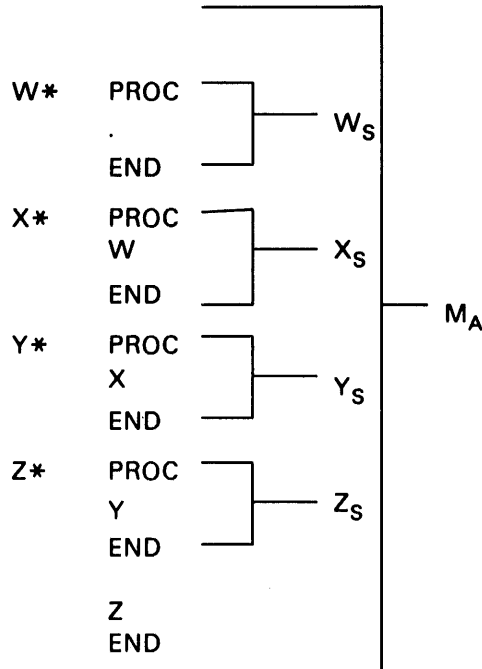 W* PROC
.
END
W_S
X* PROC
W
END
X_S
M_A
Y* PROC
X
END
Y_S
Z* PROC
Y
END
Z_S
Z
END